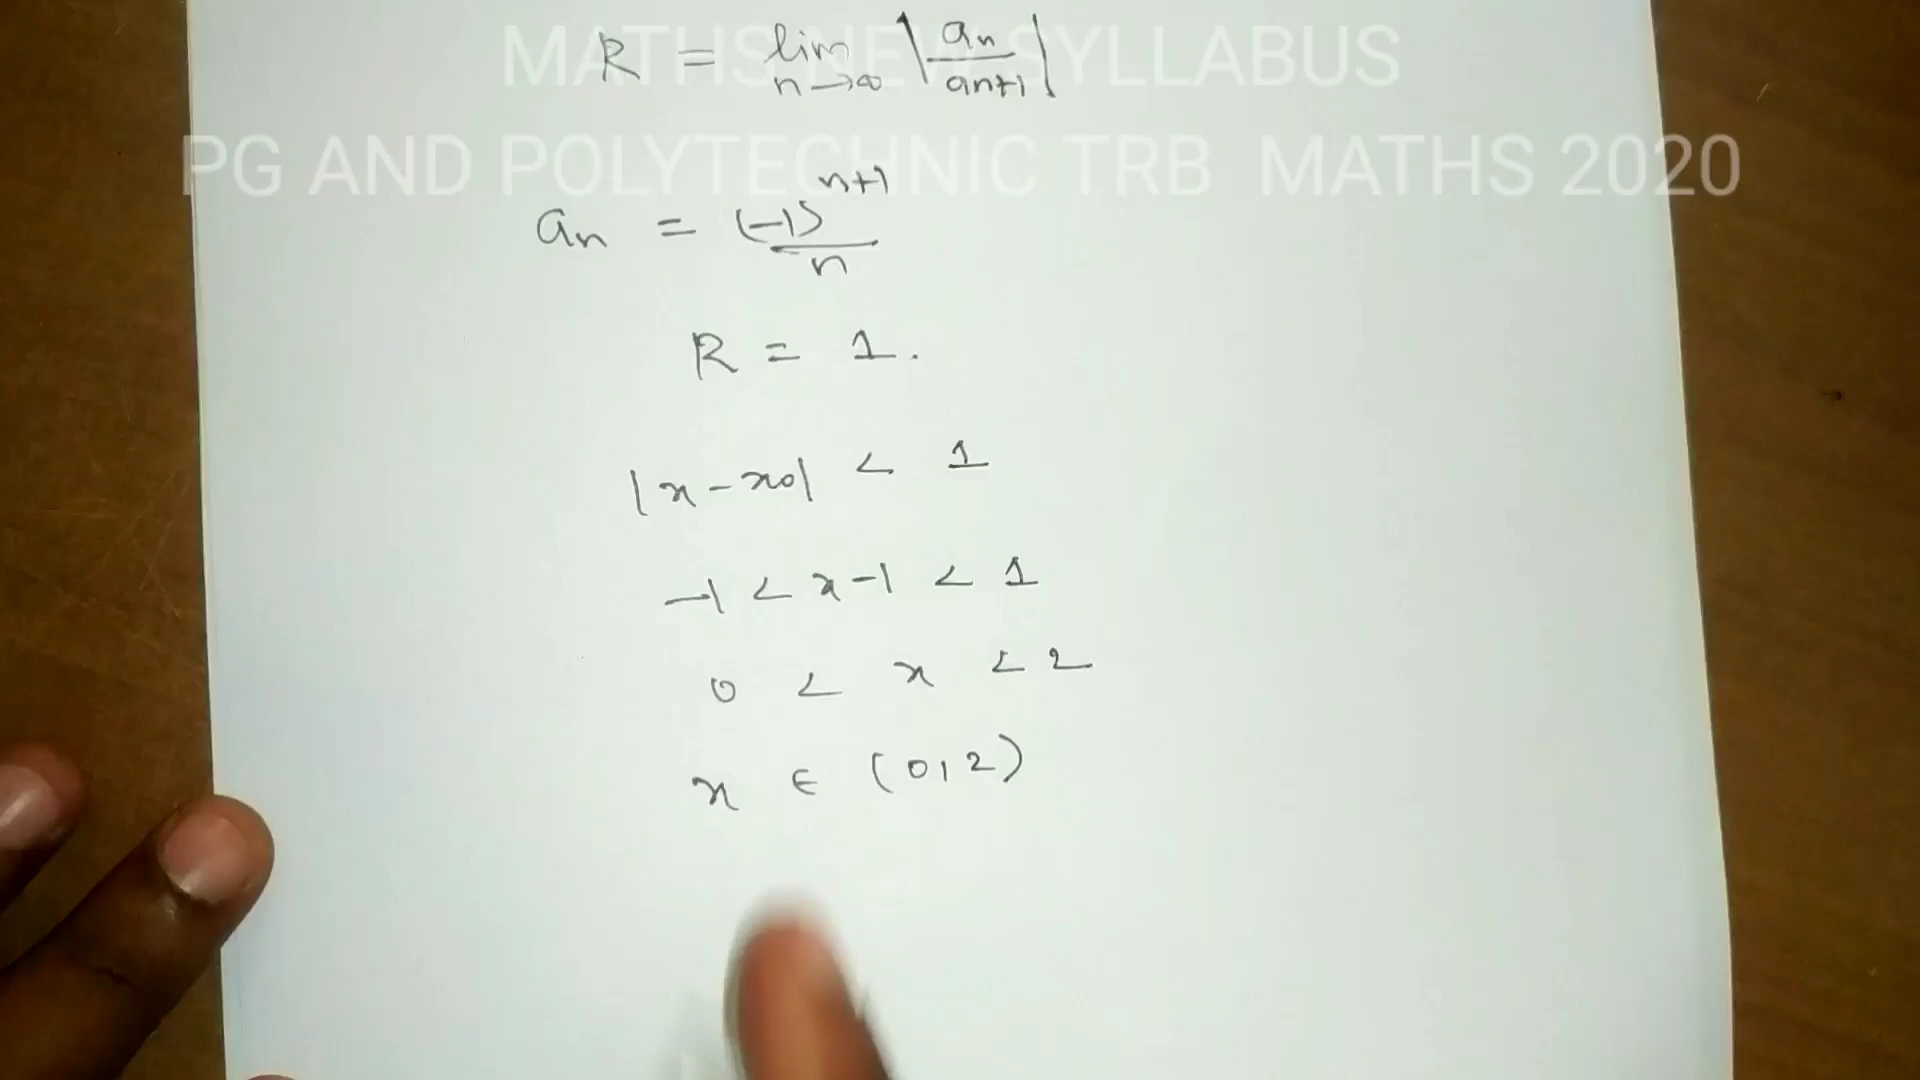 MATHS NEW SYLLABUS
R = lim n→∞ |an/an+1|
PG AND POLYTECHNIC TRB MATHS 2020
an = (-1)^n+1 / n
R = 1.
|x-x0| < 1
-1 < x-1 < 1
0 < x < 2
x ∈ (0,2)